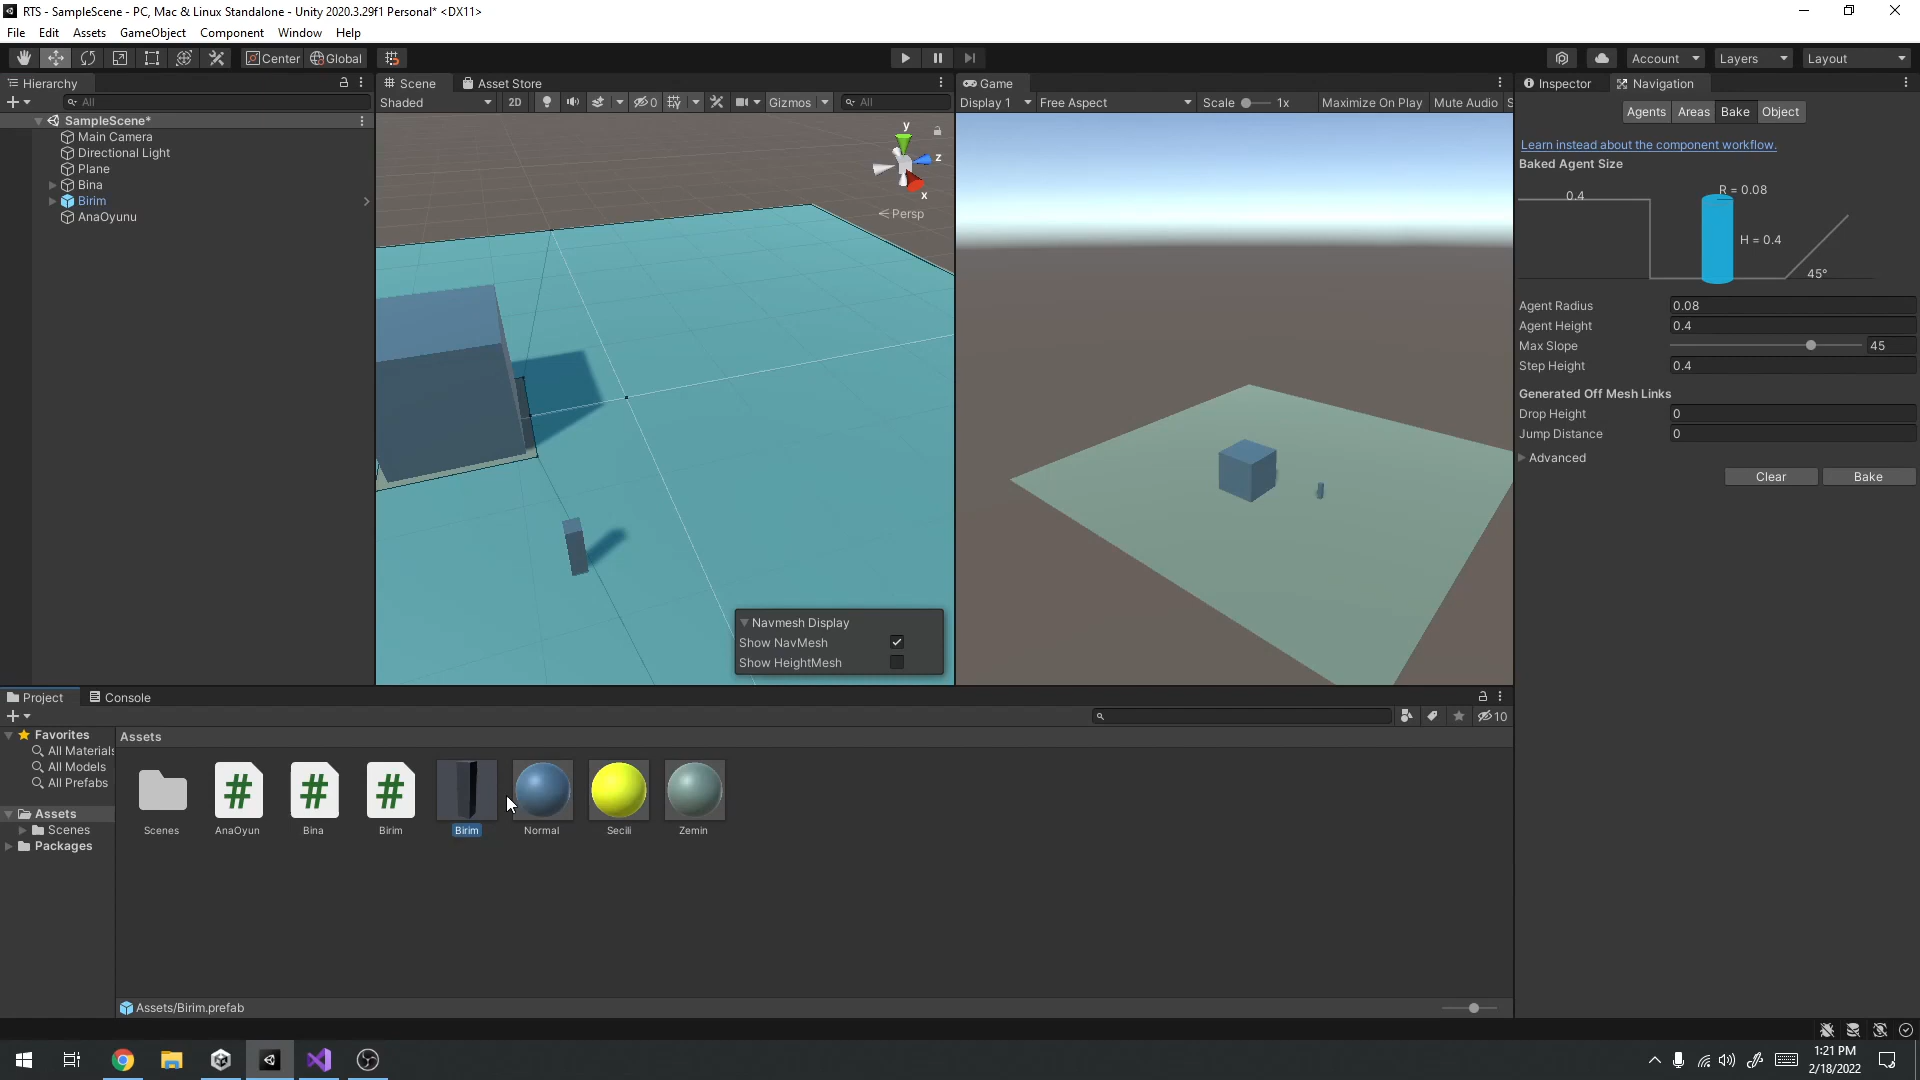 RTS - SampleScene - PC, Mac & Linux Standalone - Unity 2020.3.29f1 Personal* <DX11>
File Edit Assets GameObject Component Window Help
Center Global Account Layers Layout
Hierarchy
All
SampleScene*
Main Camera
Directional Light
Plane
Bina
Birim
AnaOyunu
Scene Asset Store
Shaded 2D 0 Gizmos All
y
z
x
Persp
Navmesh Display
Show NavMesh
Show HeightMesh
Game
Display 1 Free Aspect Scale 1x Maximize On Play Mute Audio S
Inspector Navigation
Agents Areas Bake Object
Learn instead about the component workflow.
Baked Agent Size
0.4 R = 0.08
H = 0.4
45°
Agent Radius 0.08
Agent Height 0.4
Max Slope 45
Step Height 0.4
Generated Off Mesh Links
Drop Height 0
Jump Distance 0
Advanced
Clear Bake
Project Console
10
Favorites
All Materials
All Models
All Prefabs
Assets
Scenes
Packages
Assets
Scenes AnaOyun Bina Birim Birim Normal Secili Zemin
Assets/Birim.prefab
1:21 PM
2/18/2022